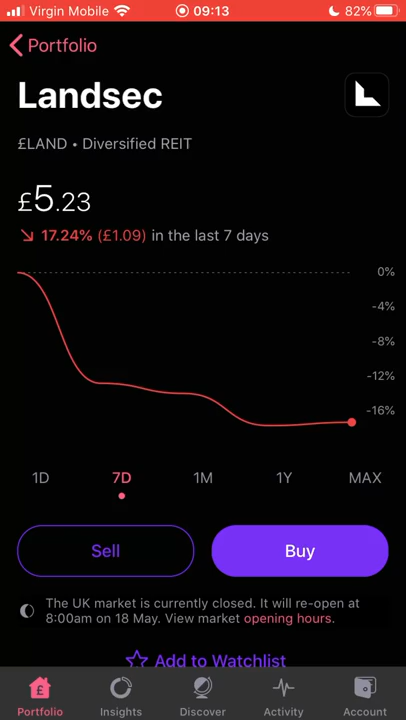 Virgin Mobile 09:13 82%
Portfolio
Landsec
£LAND • Diversified REIT
£5.23
17.24% (£1.09) in the last 7 days
0%
-4%
-8%
-12%
-16%
1D 7D 1M 1Y MAX
Sell Buy
The UK market is currently closed. It will re-open at
8:00am on 18 May. View market opening hours.
Add to Watchlist
£
Portfolio Insights Discover Activity Account